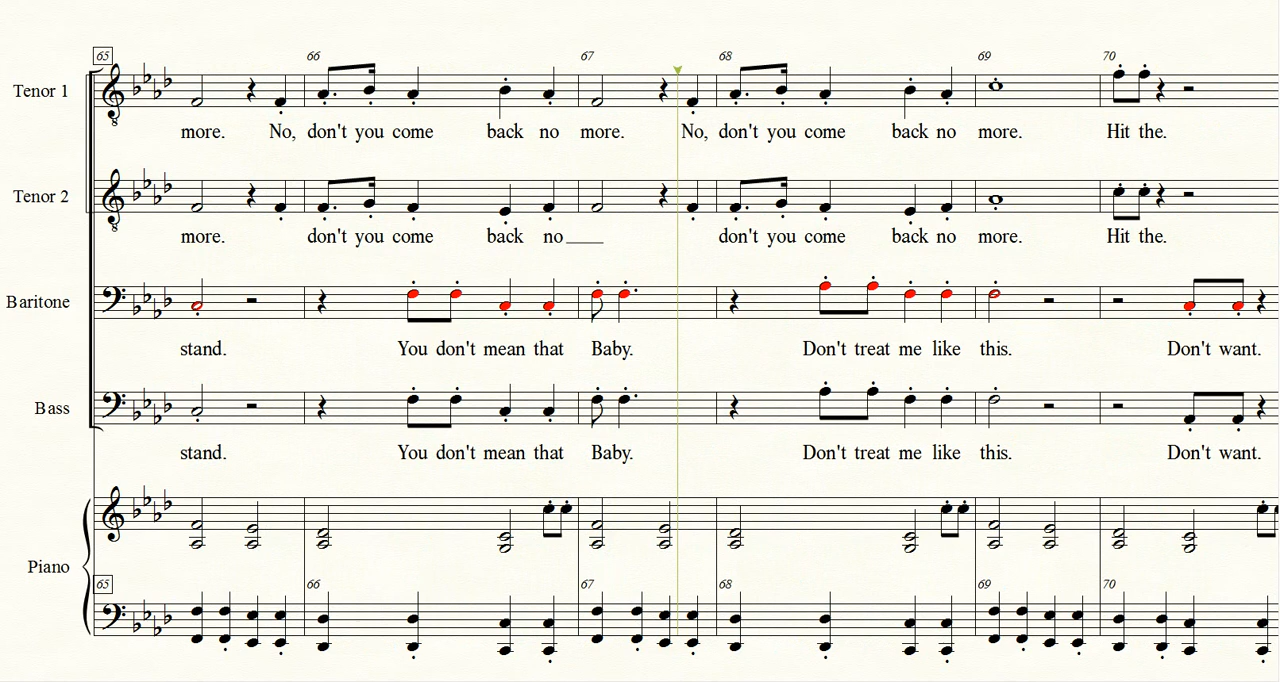 65 66 67 68 69 70
Tenor 1
more. No, don't you come back no more. No, don't you come back no more. Hit the.
Tenor 2
more. don't you come back no____ don't you come back no more. Hit the.
Baritone
stand. You don't mean that Baby. Don't treat me like this. Don't want.
Bass
stand. You don't mean that Baby. Don't treat me like this. Don't want.
Piano
65 66 67 68 69 70